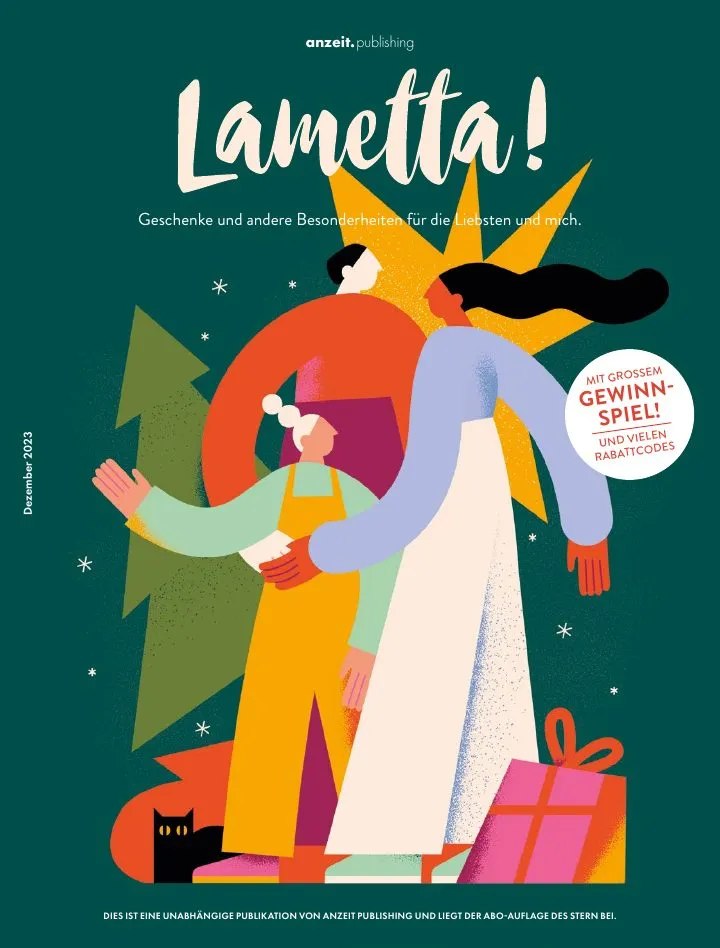 anzeit.publishing
Lametta!
Geschenke und andere Besonderheiten für die Liebsten und mich.
MIT GROSSEM
GEWINN-
SPIEL!
UND VIELEN
RABATTCODES
Dezember 2023
DIES IST EINE UNABHÄNGIGE PUBLIKATION VON ANZEIT PUBLISHING UND LIEGT DER ABO-AUFLAGE DES STERN BEI.